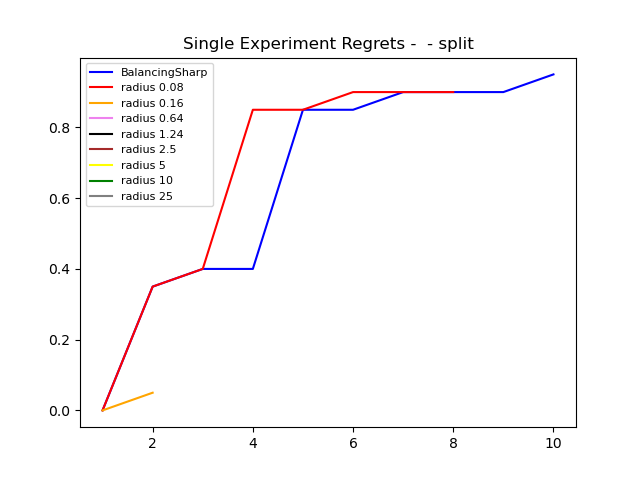 Single Experiment Regrets -  - split
BalancingSharp
radius 0.08
radius 0.16
radius 0.64
radius 1.24
radius 2.5
radius 5
radius 10
radius 25
0.8
0.6
0.4
0.2
0.0
2 4 6 8 10